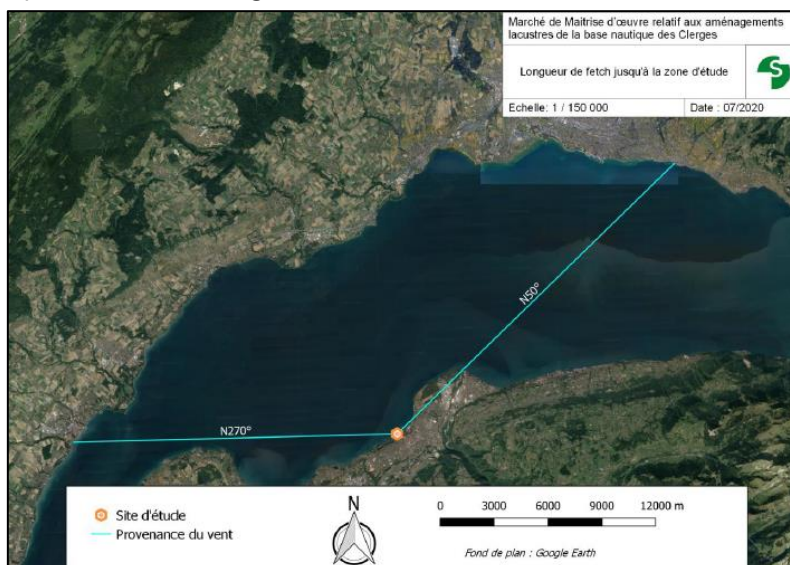 Marché de Maitrise d'œuvre relatif aux aménagements
lacustres de la base nautique des Clerges
Longueur de fetch jusqu'à la zone d'étude
S
Echelle: 1 / 150 000
Date : 07/2020
N50°
N270°
Site d'étude
Provenance du vent
N
0 3000 6000 9000 12000 m
Fond de plan : Google Earth